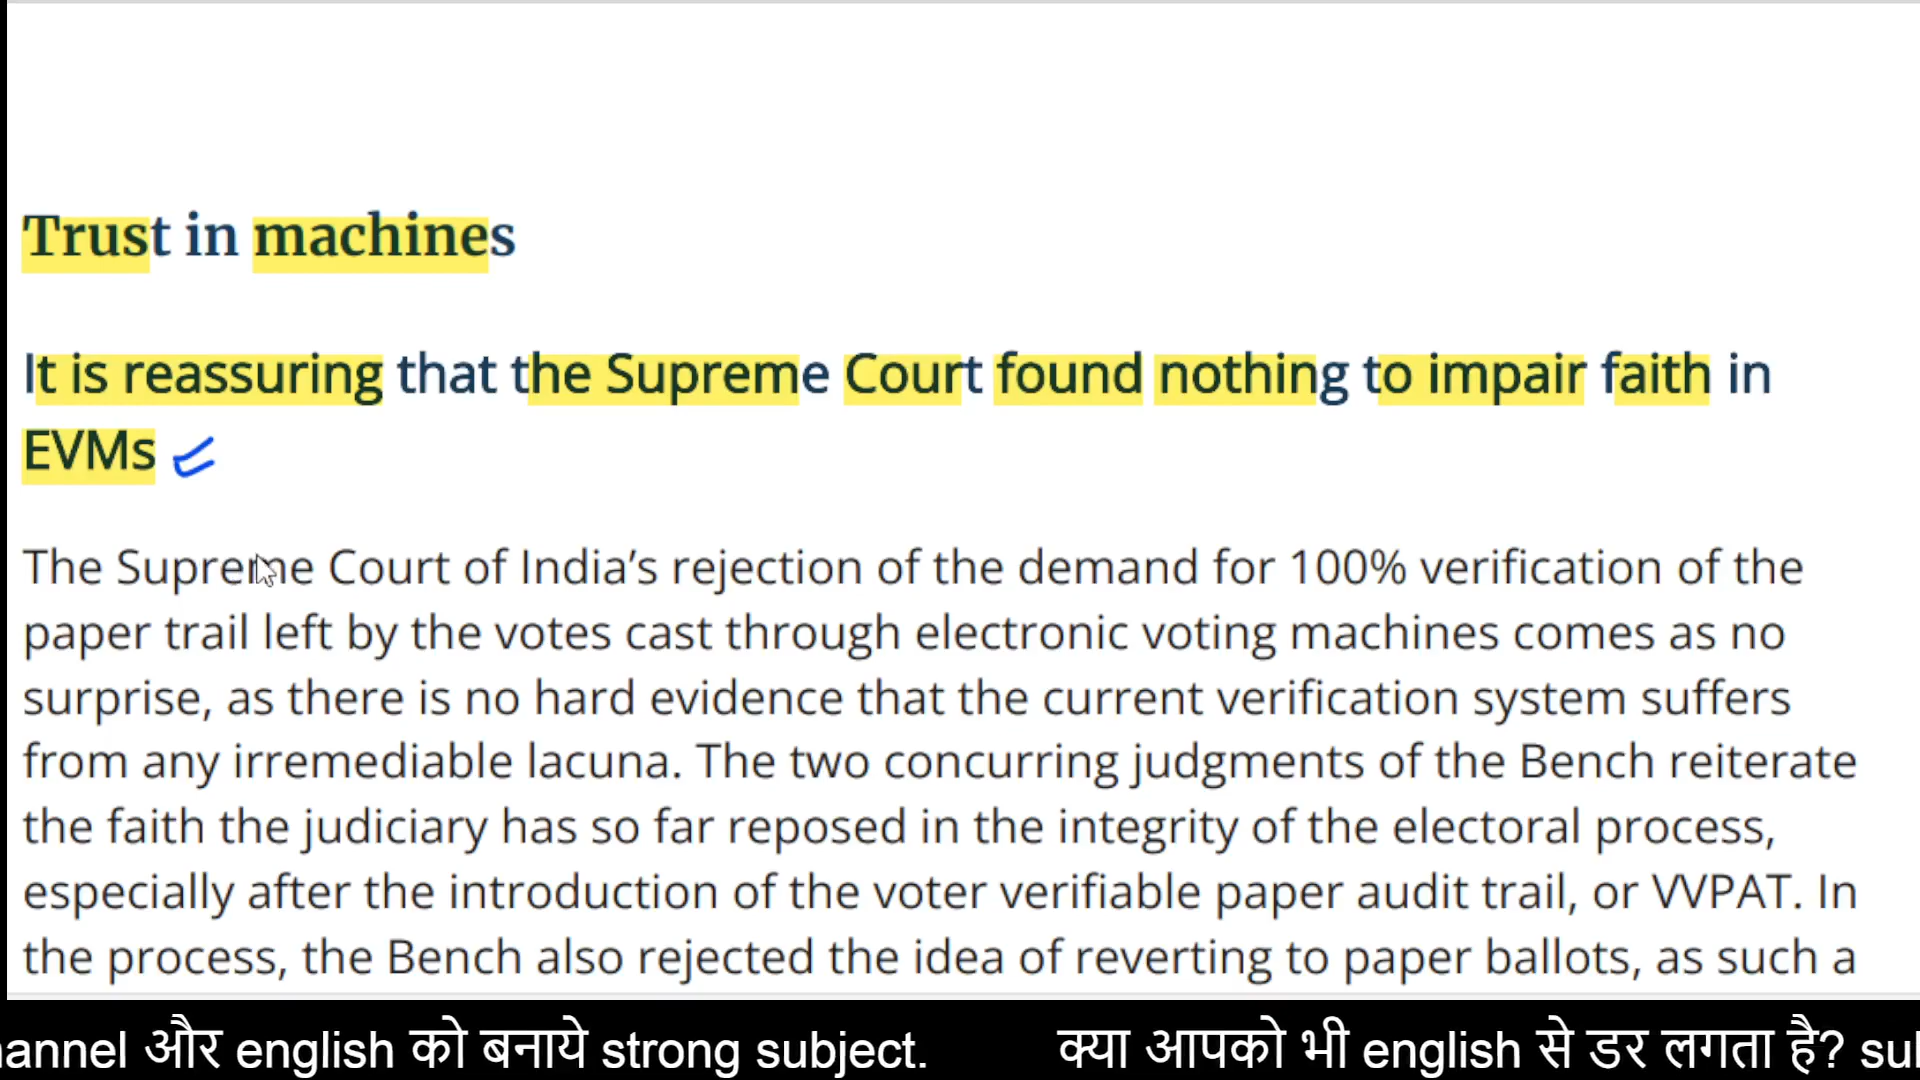 Trust in machines
It is reassuring that the Supreme Court found nothing to impair faith in
EVMs
The Supreme Court of India’s rejection of the demand for 100% verification of the
paper trail left by the votes cast through electronic voting machines comes as no
surprise, as there is no hard evidence that the current verification system suffers
from any irremediable lacuna. The two concurring judgments of the Bench reiterate
the faith the judiciary has so far reposed in the integrity of the electoral process,
especially after the introduction of the voter verifiable paper audit trail, or VVPAT. In
the process, the Bench also rejected the idea of reverting to paper ballots, as such a
annel और english को बनाये strong subject. क्या आपको भी english से डर लगता है?